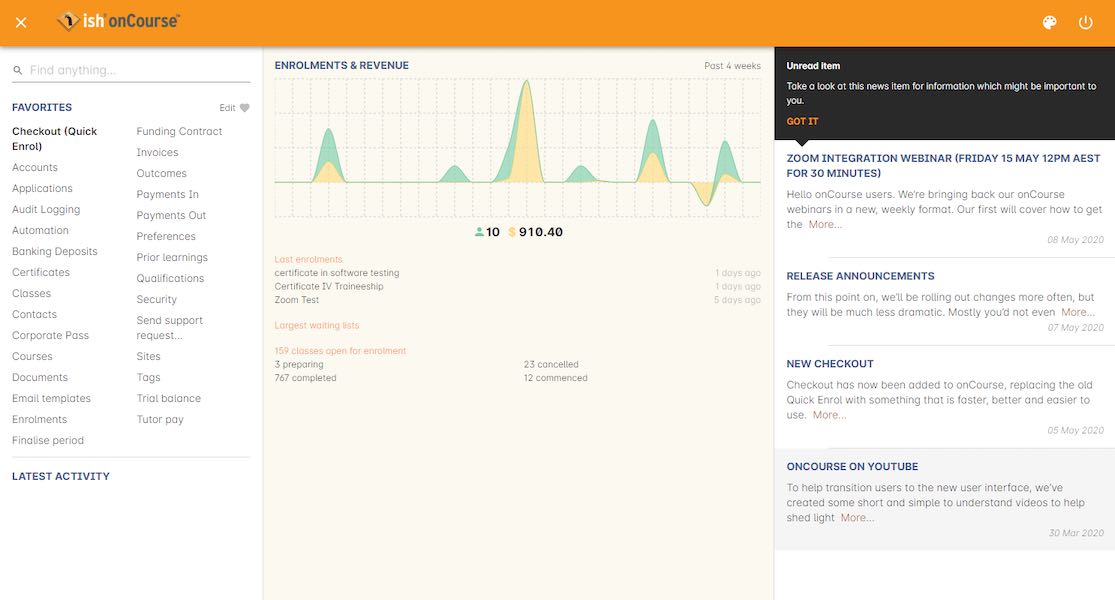 ish onCourse™
Find anything...
FAVORITES
Edit
Checkout (Quick
Enrol)
Accounts
Applications
Audit Logging
Automation
Banking Deposits
Certificates
Classes
Contacts
Corporate Pass
Courses
Documents
Email templates
Enrolments
Finalise period
Funding Contract
Invoices
Outcomes
Payments In
Payments Out
Preferences
Prior learnings
Qualifications
Security
Send support
request...
Sites
Tags
Trial balance
Tutor pay
LATEST ACTIVITY
ENROLMENTS & REVENUE
Past 4 weeks
10 $ 910.40
Last enrolments
certificate in software testing 1 days ago
Certificate IV Traineeship 1 days ago
Zoom Test 5 days ago
Largest waiting lists
159 classes open for enrolment
3 preparing 23 cancelled
767 completed 12 commenced
Unread item
Take a look at this news item for information which might be important to
you.
GOT IT
ZOOM INTEGRATION WEBINAR (FRIDAY 15 MAY 12PM AEST
FOR 30 MINUTES)
Hello onCourse users. We're bringing back our onCourse
webinars in a new, weekly format. Our first will cover how to get
the More...
08 May 2020
RELEASE ANNOUNCEMENTS
From this point on, we'll be rolling out changes more often, but
they will be much less dramatic. Mostly you'd not even More...
07 May 2020
NEW CHECKOUT
Checkout has now been added to onCourse, replacing the old
Quick Enrol with something that is faster, better and easier to
use. More...
05 May 2020
ONCOURSE ON YOUTUBE
To help transition users to the new user interface, we've
created some short and simple to understand videos to help
shed light More...
30 Mar 2020